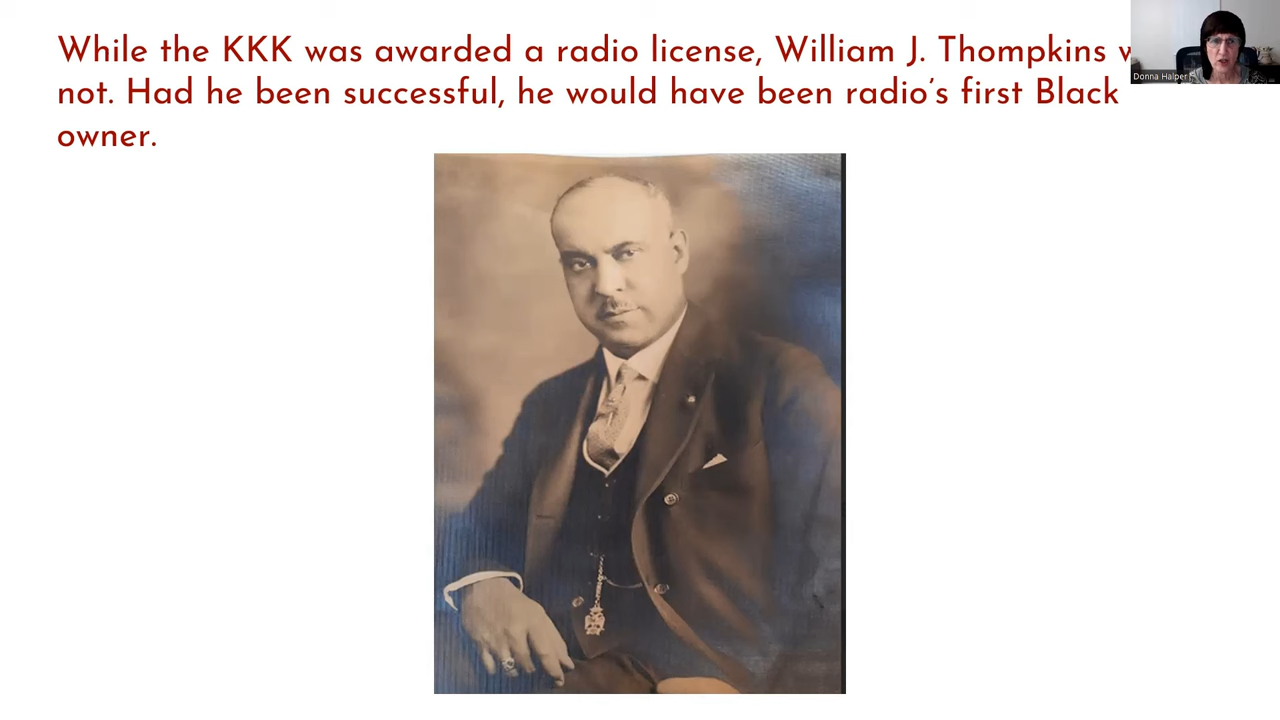 While the KKK was awarded a radio license, William J. Thompkins
not. Had he been successful, he would have been radio's first Black
owner.
Donna Halper